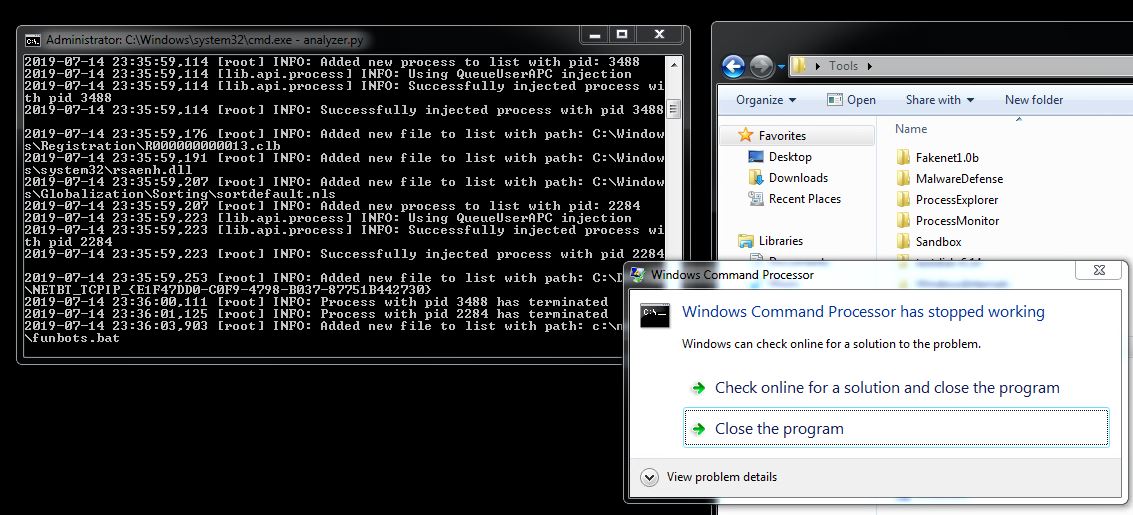 Administrator: C:\Windows\system32\cmd.exe - analyzer.py
2019-07-14 23:35:59,114 [root] INFO: Added new process to list with pid: 3488
2019-07-14 23:35:59,114 [lib.api.process] INFO: Using QueueUserAPC injection
2019-07-14 23:35:59,114 [lib.api.process] INFO: Successfully injected process wi
th pid 3488
2019-07-14 23:35:59,114 [root] INFO: Successfully injected process with pid 3488
2019-07-14 23:35:59,176 [root] INFO: Added new file to list with path: C:\Window
s\Registration\R000000000013.clb
2019-07-14 23:35:59,191 [root] INFO: Added new file to list with path: C:\Window
s\system32\rsaenh.dll
2019-07-14 23:35:59,207 [root] INFO: Added new file to list with path: C:\Window
s\Globalization\Sorting\sortdefault.nls
2019-07-14 23:35:59,207 [root] INFO: Added new process to list with pid: 2284
2019-07-14 23:35:59,223 [lib.api.process] INFO: Using QueueUserAPC injection
2019-07-14 23:35:59,223 [lib.api.process] INFO: Successfully injected process wi
th pid 2284
2019-07-14 23:35:59,223 [root] INFO: Successfully injected process with pid 2284
2019-07-14 23:35:59,253 [root] INFO: Added new file to list with path: C:\D
\NETBT_TCPIP_{E1F47DD0-C0F9-4798-B037-87751B442730}
2019-07-14 23:36:00,111 [root] INFO: Process with pid 3488 has terminated
2019-07-14 23:36:01,125 [root] INFO: Process with pid 2284 has terminated
2019-07-14 23:36:03,903 [root] INFO: Added new file to list with path: c:\
\funbots.bat
Tools
Organize Open Share with New folder
Favorites
Desktop
Downloads
Recent Places
Libraries
Name
Fakenet1.0b
MalwareDefense
ProcessExplorer
ProcessMonitor
Sandbox
Windows Command Processor
Windows Command Processor has stopped working
Windows can check online for a solution to the problem.
Check online for a solution and close the program
Close the program
View problem details